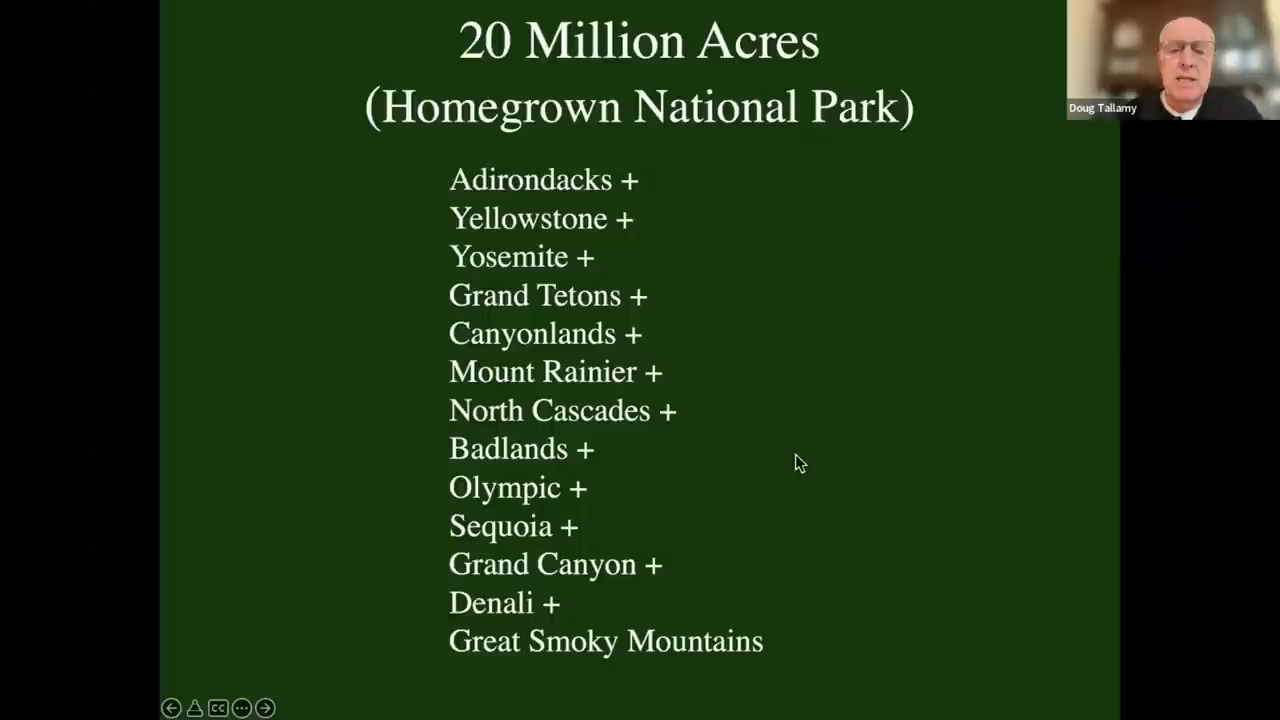 20 Million Acres
(Homegrown National Park)
Doug Tallamy
Adirondacks +
Yellowstone +
Yosemite +
Grand Tetons +
Canyonlands +
Mount Rainier +
North Cascades +
Badlands +
Olympic +
Sequoia +
Grand Canyon +
Denali +
Great Smoky Mountains
CC